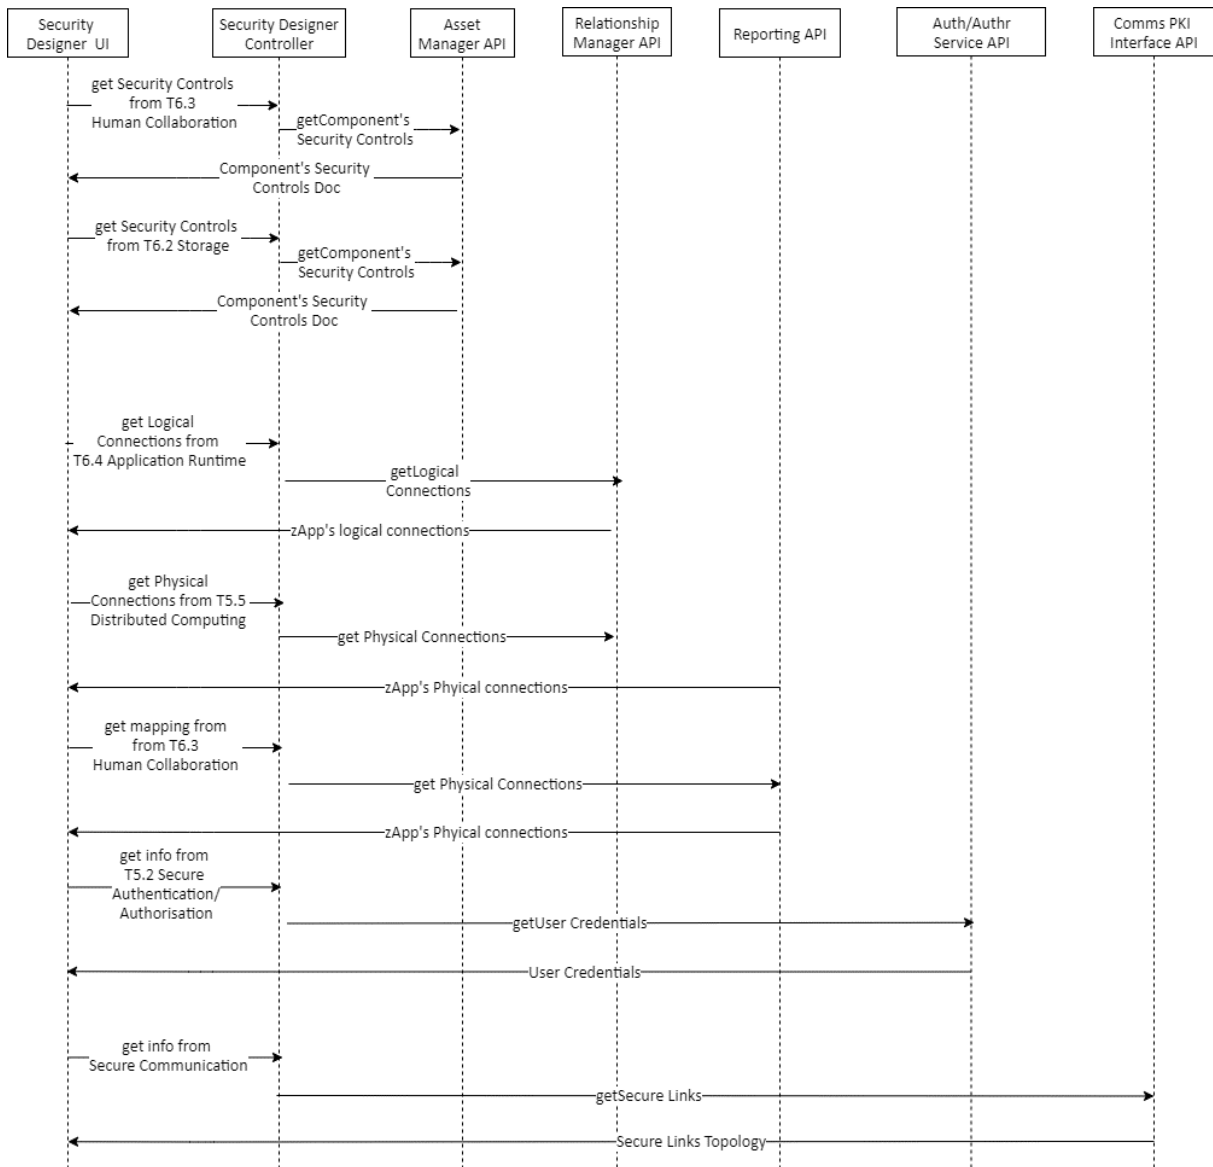 Security
Designer UI
Security Designer
Controller
Asset
Manager API
Relationship
Manager API
Reporting API
Auth/Authr
Service API
Comms PKI
Interface API
get Security Controls
from T6.3
Human Collaboration
getComponent's
Security Controls
Component's Security
Controls Doc
get Security Controls
from T6.2 Storage
getComponent's
Security Controls
Component's Security
Controls Doc
get Logical
Connections from
T6.4 Application Runtime
getLogical
Connections
zApp's logical connections
get Physical
Connections from T5.5
Distributed Computing
get Physical Connections
zApp's Phyical connections
get mapping from
from T6.3
Human Collaboration
get Physical Connections
zApp's Phyical connections
get info from
T5.2 Secure
Authentication/
Authorisation
getUser Credentials
User Credentials
get info from
Secure Communication
getSecure Links
Secure Links Topology